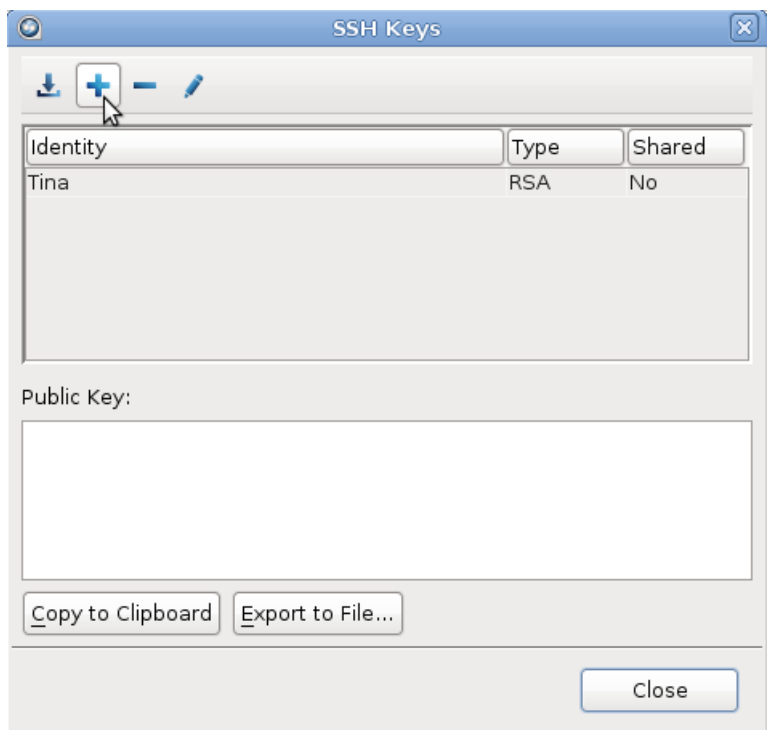 SSH Keys
Identity Type Shared
Tina RSA No
Public Key:
Copy to Clipboard Export to File...
Close